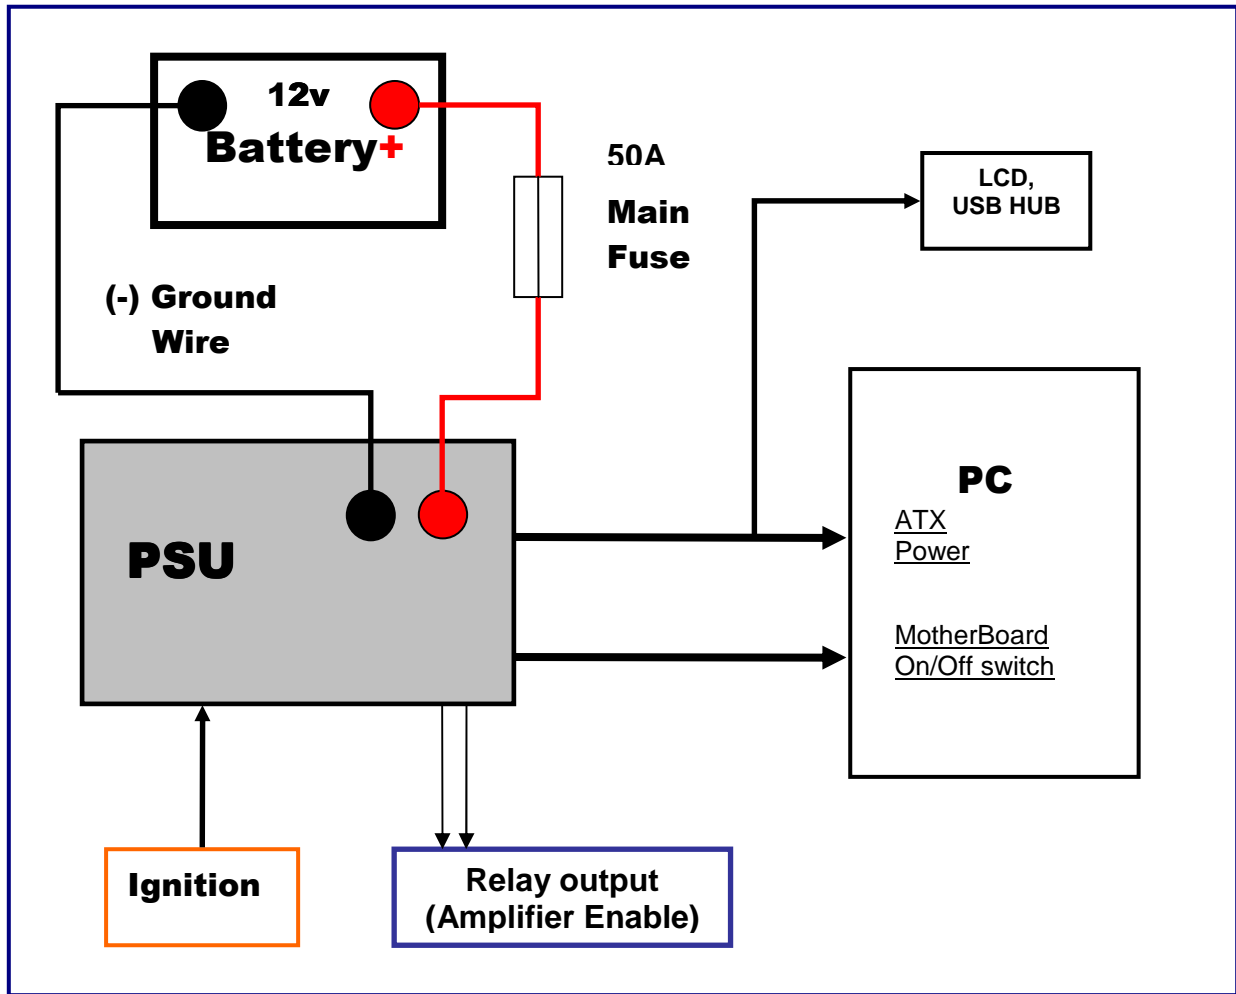 12v
Battery+
50A
Main
Fuse
LCD,
USB HUB
(-) Ground
Wire
PC
ATX
Power
PSU
MotherBoard
On/Off switch
Ignition
Relay output
(Amplifier Enable)